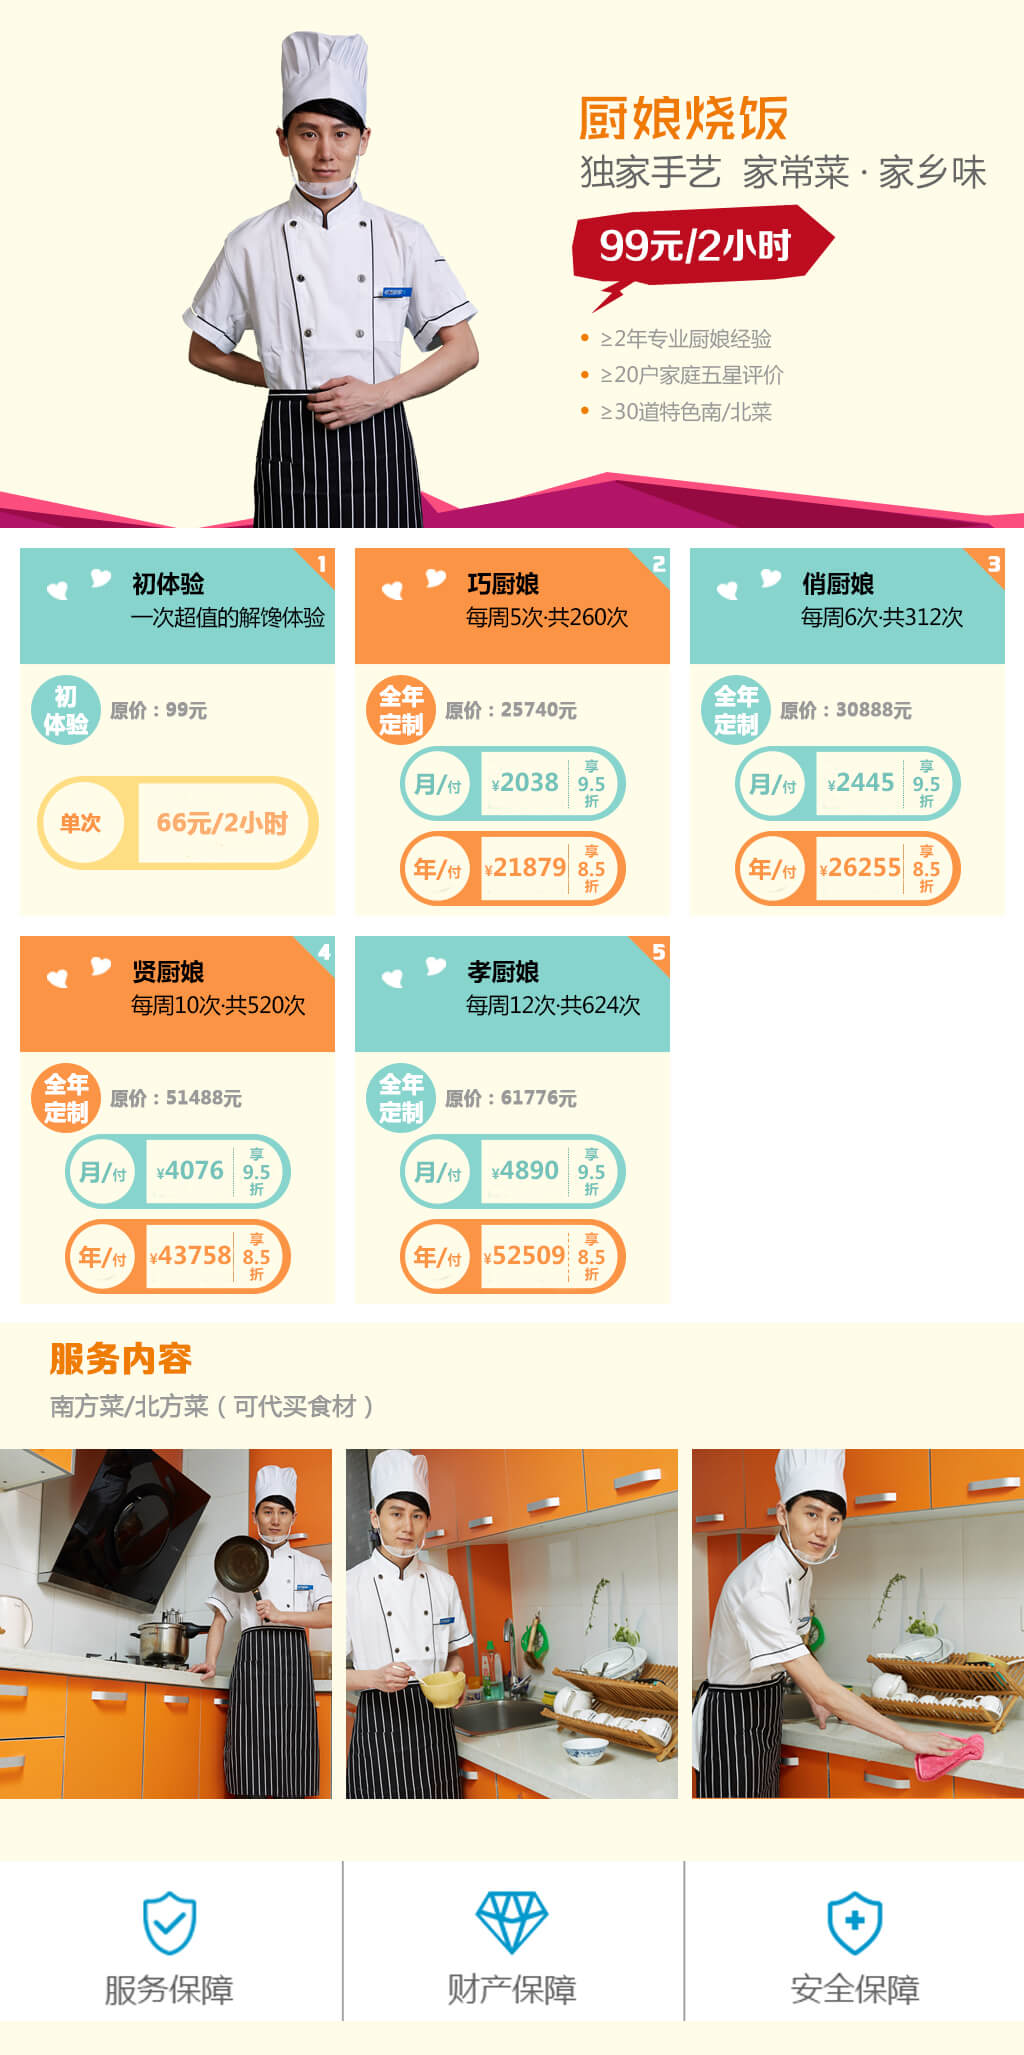 厨娘烧饭
独家手艺 家常菜·家乡味
99元/2小时
≥2年专业厨娘经验
≥20户家庭五星评价
≥30道特色南/北菜
1
初体验
一次超值的解馋体验
初
体验
原价：99元
单次
66元/2小时
2
巧厨娘
每周5次·共260次
全年
定制
原价：25740元
月/付
¥2038
享
9.5
折
年/付
¥21879
享
8.5
折
3
俏厨娘
每周6次·共312次
全年
定制
原价：30888元
月/付
¥2445
享
9.5
折
年/付
¥26255
享
8.5
折
4
贤厨娘
每周10次·共520次
全年
定制
原价：51488元
月/付
¥4076
享
9.5
折
年/付
¥43758
享
8.5
折
5
孝厨娘
每周12次·共624次
全年
定制
原价：61776元
月/付
¥4890
享
9.5
折
年/付
¥52509
享
8.5
折
服务内容
南方菜/北方菜（可代买食材）
服务保障
财产保障
安全保障